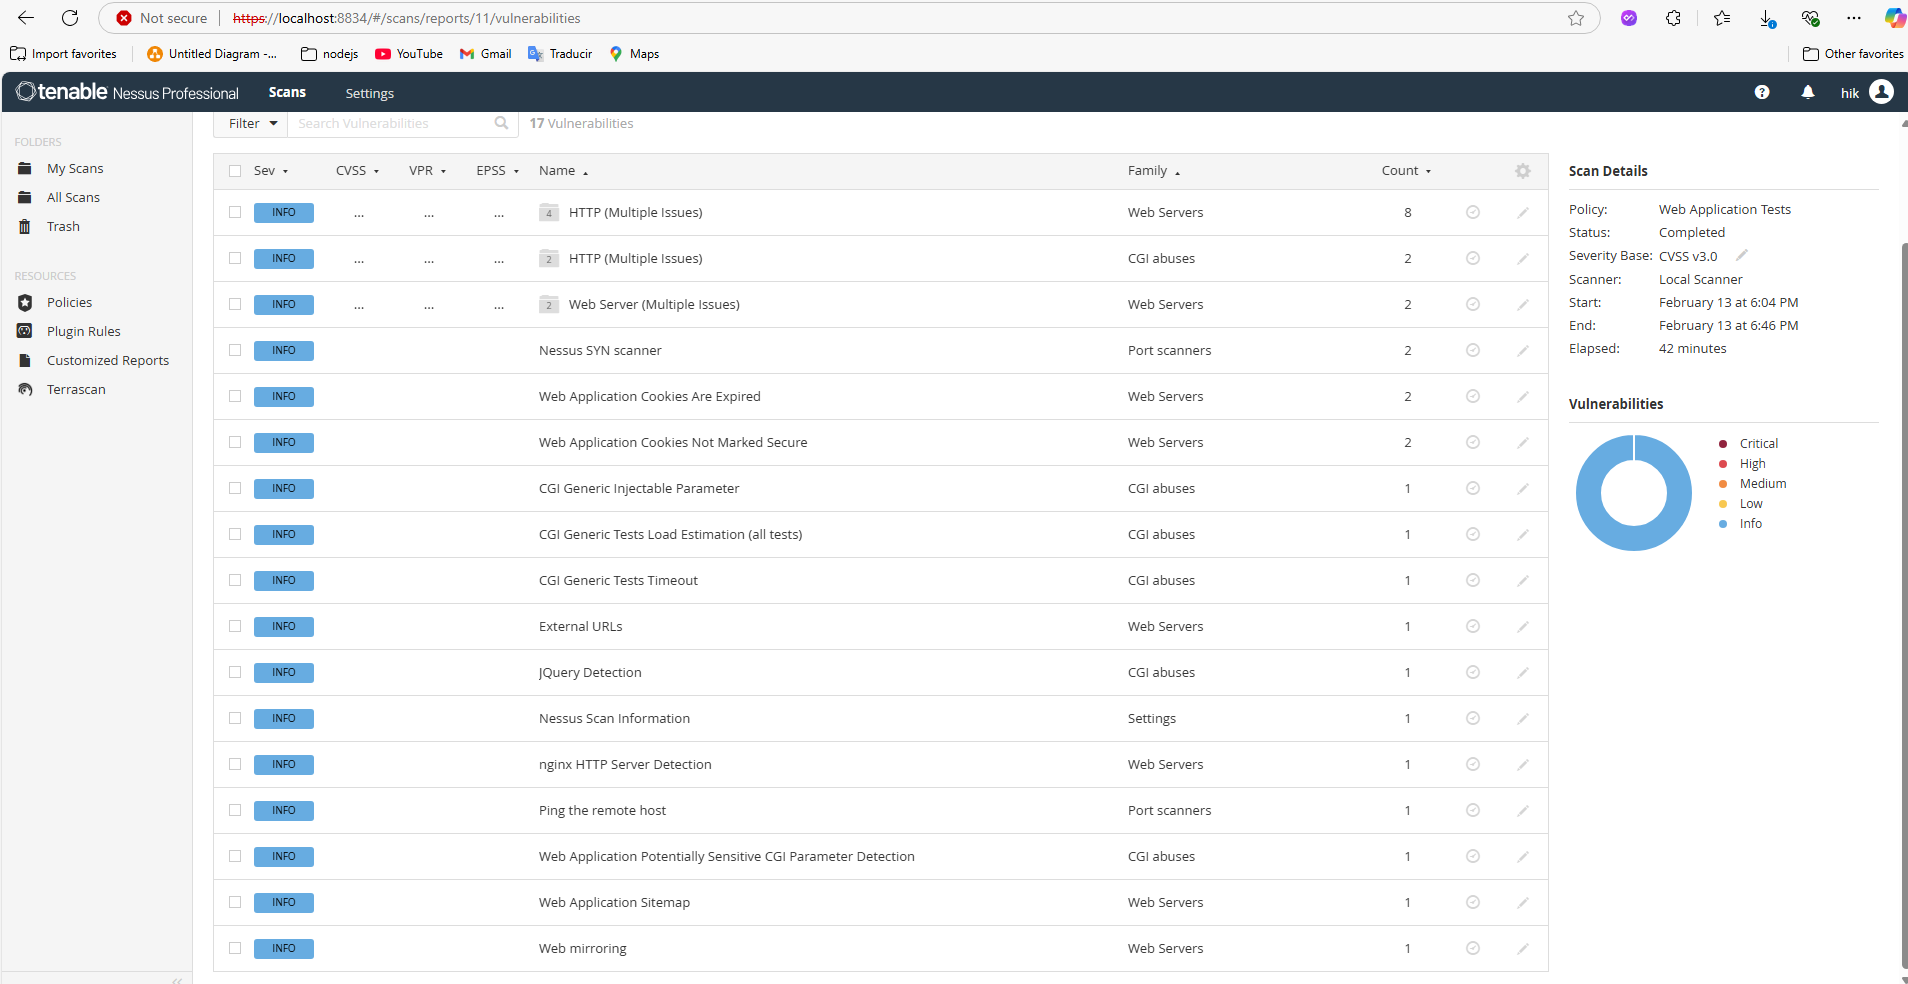 Not secure https://localhost:8834/#/scans/reports/11/vulnerabilities
Import favorites Untitled Diagram -... nodejs YouTube Gmail Traducir Maps Other favorites
tenable Nessus Professional Scans Settings hik
Filter Search Vulnerabilities 17 Vulnerabilities
FOLDERS
My Scans
All Scans
Trash
RESOURCES
Policies
Plugin Rules
Customized Reports
Terrascan
Sev CVSS VPR EPSS Name Family Count
INFO ... ... ... 4 HTTP (Multiple Issues) Web Servers 8
INFO ... ... ... 2 HTTP (Multiple Issues) CGI abuses 2
INFO ... ... ... 2 Web Server (Multiple Issues) Web Servers 2
INFO Nessus SYN scanner Port scanners 2
INFO Web Application Cookies Are Expired Web Servers 2
INFO Web Application Cookies Not Marked Secure Web Servers 2
INFO CGI Generic Injectable Parameter CGI abuses 1
INFO CGI Generic Tests Load Estimation (all tests) CGI abuses 1
INFO CGI Generic Tests Timeout CGI abuses 1
INFO External URLs Web Servers 1
INFO JQuery Detection CGI abuses 1
INFO Nessus Scan Information Settings 1
INFO nginx HTTP Server Detection Web Servers 1
INFO Ping the remote host Port scanners 1
INFO Web Application Potentially Sensitive CGI Parameter Detection CGI abuses 1
INFO Web Application Sitemap Web Servers 1
INFO Web mirroring Web Servers 1
Scan Details
Policy: Web Application Tests
Status: Completed
Severity Base: CVSS v3.0
Scanner: Local Scanner
Start: February 13 at 6:04 PM
End: February 13 at 6:46 PM
Elapsed: 42 minutes
Vulnerabilities
Critical
High
Medium
Low
Info